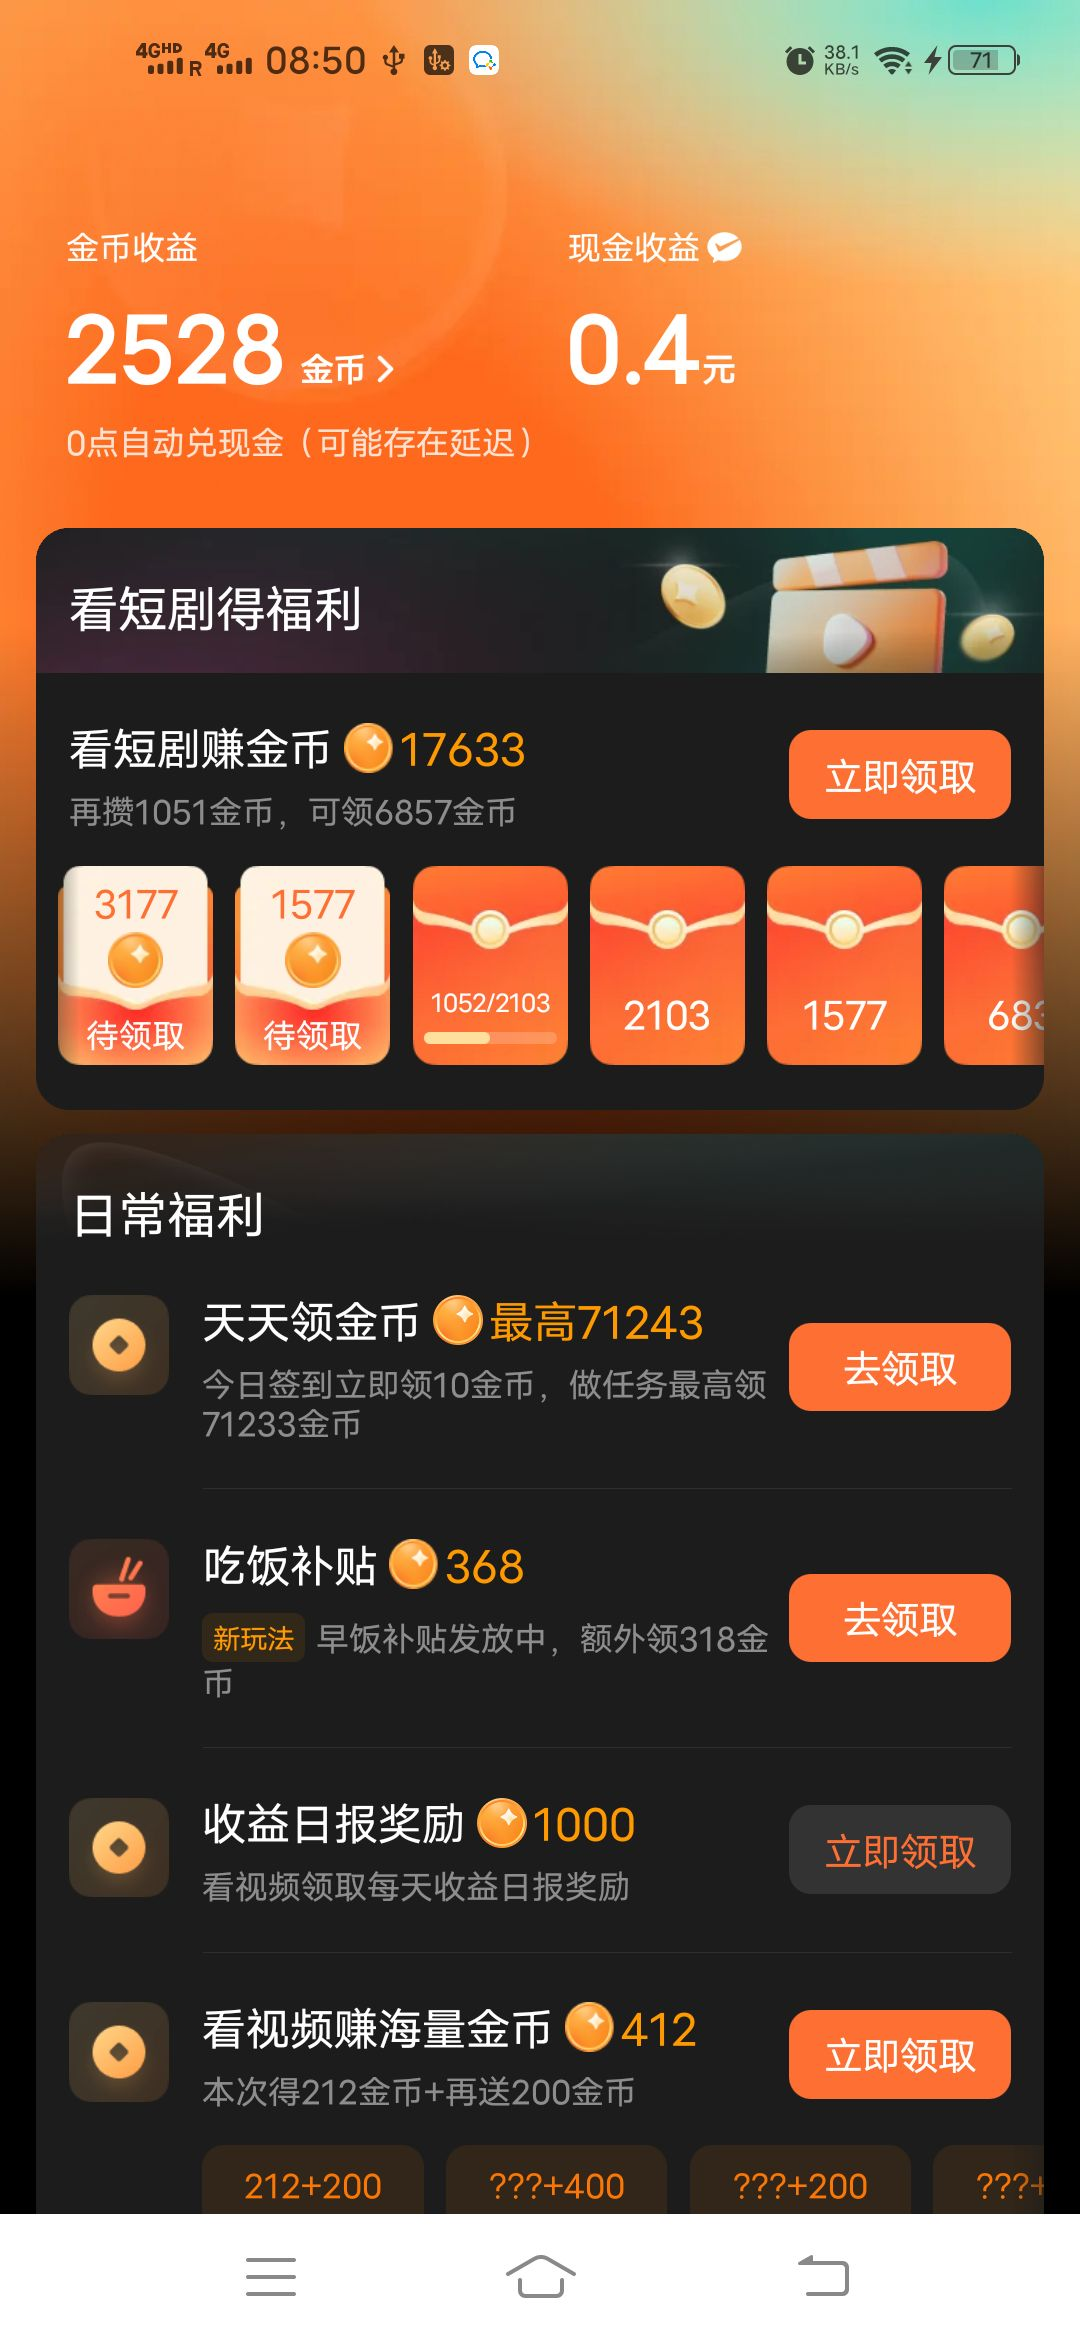 4GHD R 4G 08:50 38.1 KB/s 71
金币收益 现金收益
2528 金币 0.4元
0点自动兑现金（可能存在延迟）
看短剧得福利
看短剧赚金币 17633
再攒1051金币，可领6857金币
立即领取
3177 1577
1052/2103 2103 1577
待领取 待领取
日常福利
天天领金币 最高71243
今日签到立即领10金币，做任务最高领
71233金币
去领取
吃饭补贴 368
新玩法 早饭补贴发放中，额外领318金
币
去领取
收益日报奖励 1000
看视频领取每天收益日报奖励
立即领取
看视频赚海量金币 412
本次得212金币+再送200金币
立即领取
212+200 ???+400 ???+200 ???+